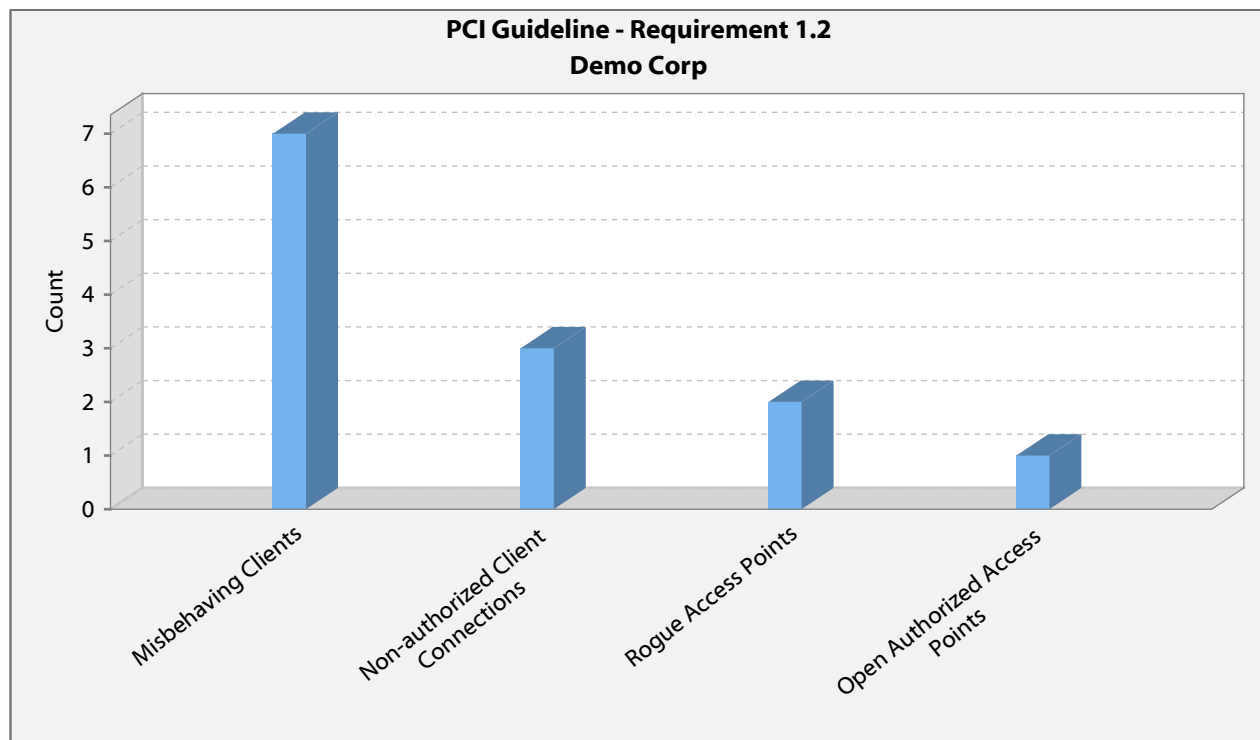 PCI Guideline - Requirement 1.2
Demo Corp
Count
7
6
5
4
3
2
1
0
Misbehaving Clients
Non-authorized Client
Connections
Rogue Access Points
Open Authorized Access
Points